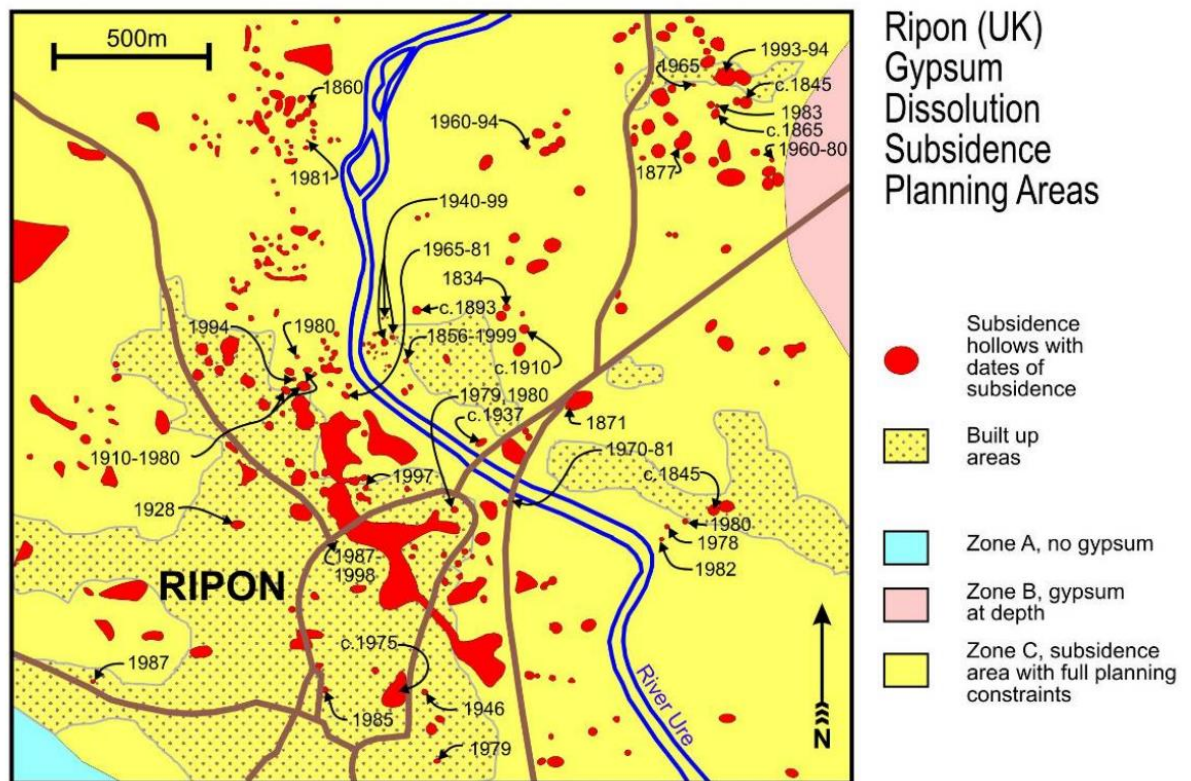 500m
1860
1981
1960-94
1965
1993-94
c.1845
1983
c.1865
1960-80
1877
1940-99
1965-81
1834
c.1893
1994
1980
1856-1999
c.1910
1979, 1980
c.1937
1871
1910-1980
1970-81
1997
c.1845
1928
1980
1978
1987
1998
1982
RIPON
c.1975
1987
1985
1946
1979
River Ure
N
Ripon (UK)
Gypsum
Dissolution
Subsidence
Planning Areas
Subsidence
hollows with
dates of
subsidence
Built up
areas
Zone A, no gypsum
Zone B, gypsum
at depth
Zone C, subsidence
area with full planning
constraints